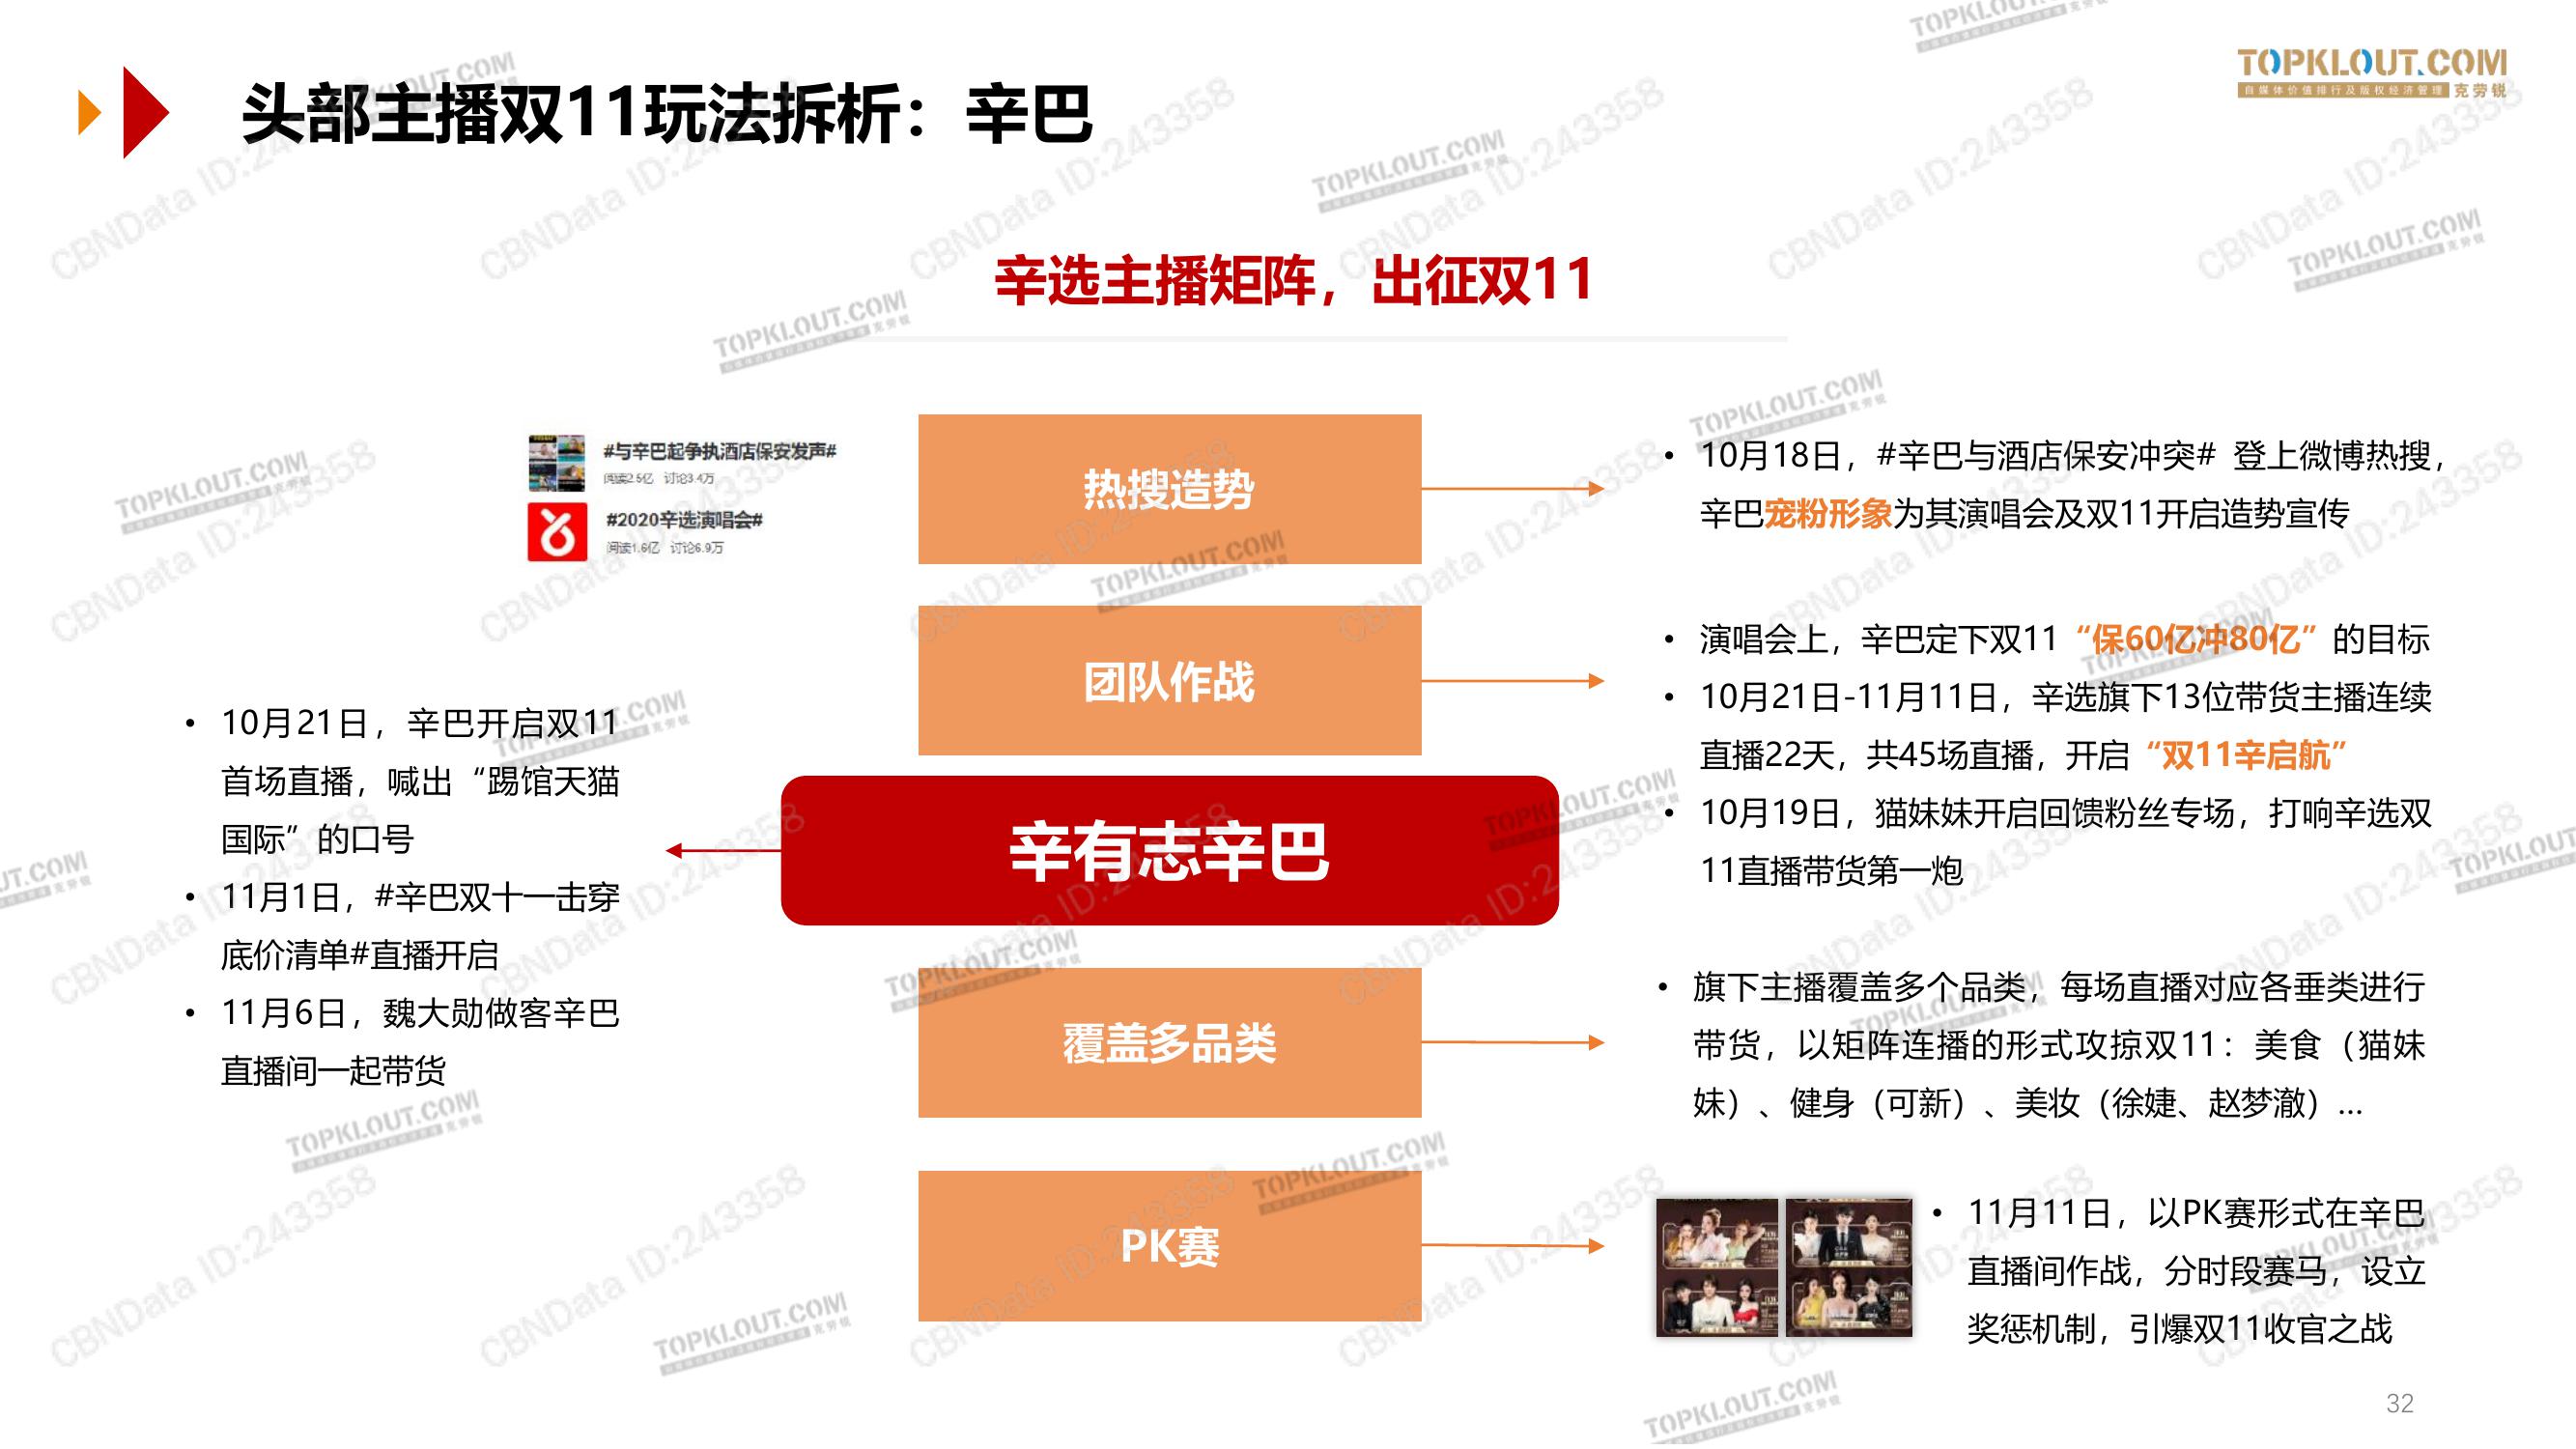 头部主播双11玩法拆析：辛巴
TOPKLOUT.COM
自媒体价值排行及版权经济管理 克劳锐
辛选主播矩阵，出征双11
#与辛巴起争执酒店保安发声#
阅读2.5亿 讨论3.4万
#2020辛选演唱会#
阅读1.6亿 讨论6.9万
热搜造势
• 10月18日，#辛巴与酒店保安冲突# 登上微博热搜，
辛巴宠粉形象为其演唱会及双11开启造势宣传
团队作战
• 演唱会上，辛巴定下双11“保60亿冲80亿”的目标
• 10月21日-11月11日，辛选旗下13位带货主播连续
直播22天，共45场直播，开启“双11辛启航”
• 10月19日，猫妹妹开启回馈粉丝专场，打响辛选双
11直播带货第一炮
辛有志辛巴
• 10月21日，辛巴开启双11
首场直播，喊出“踢馆天猫
国际”的口号
• 11月1日，#辛巴双十一击穿
底价清单#直播开启
• 11月6日，魏大勋做客辛巴
直播间一起带货
覆盖多品类
• 旗下主播覆盖多个品类，每场直播对应各垂类进行
带货，以矩阵连播的形式攻掠双11：美食（猫妹
妹）、健身（可新）、美妆（徐婕、赵梦澈）...
PK赛
• 11月11日，以PK赛形式在辛巴
直播间作战，分时段赛马，设立
奖惩机制，引爆双11收官之战
32
CBNData ID:243358